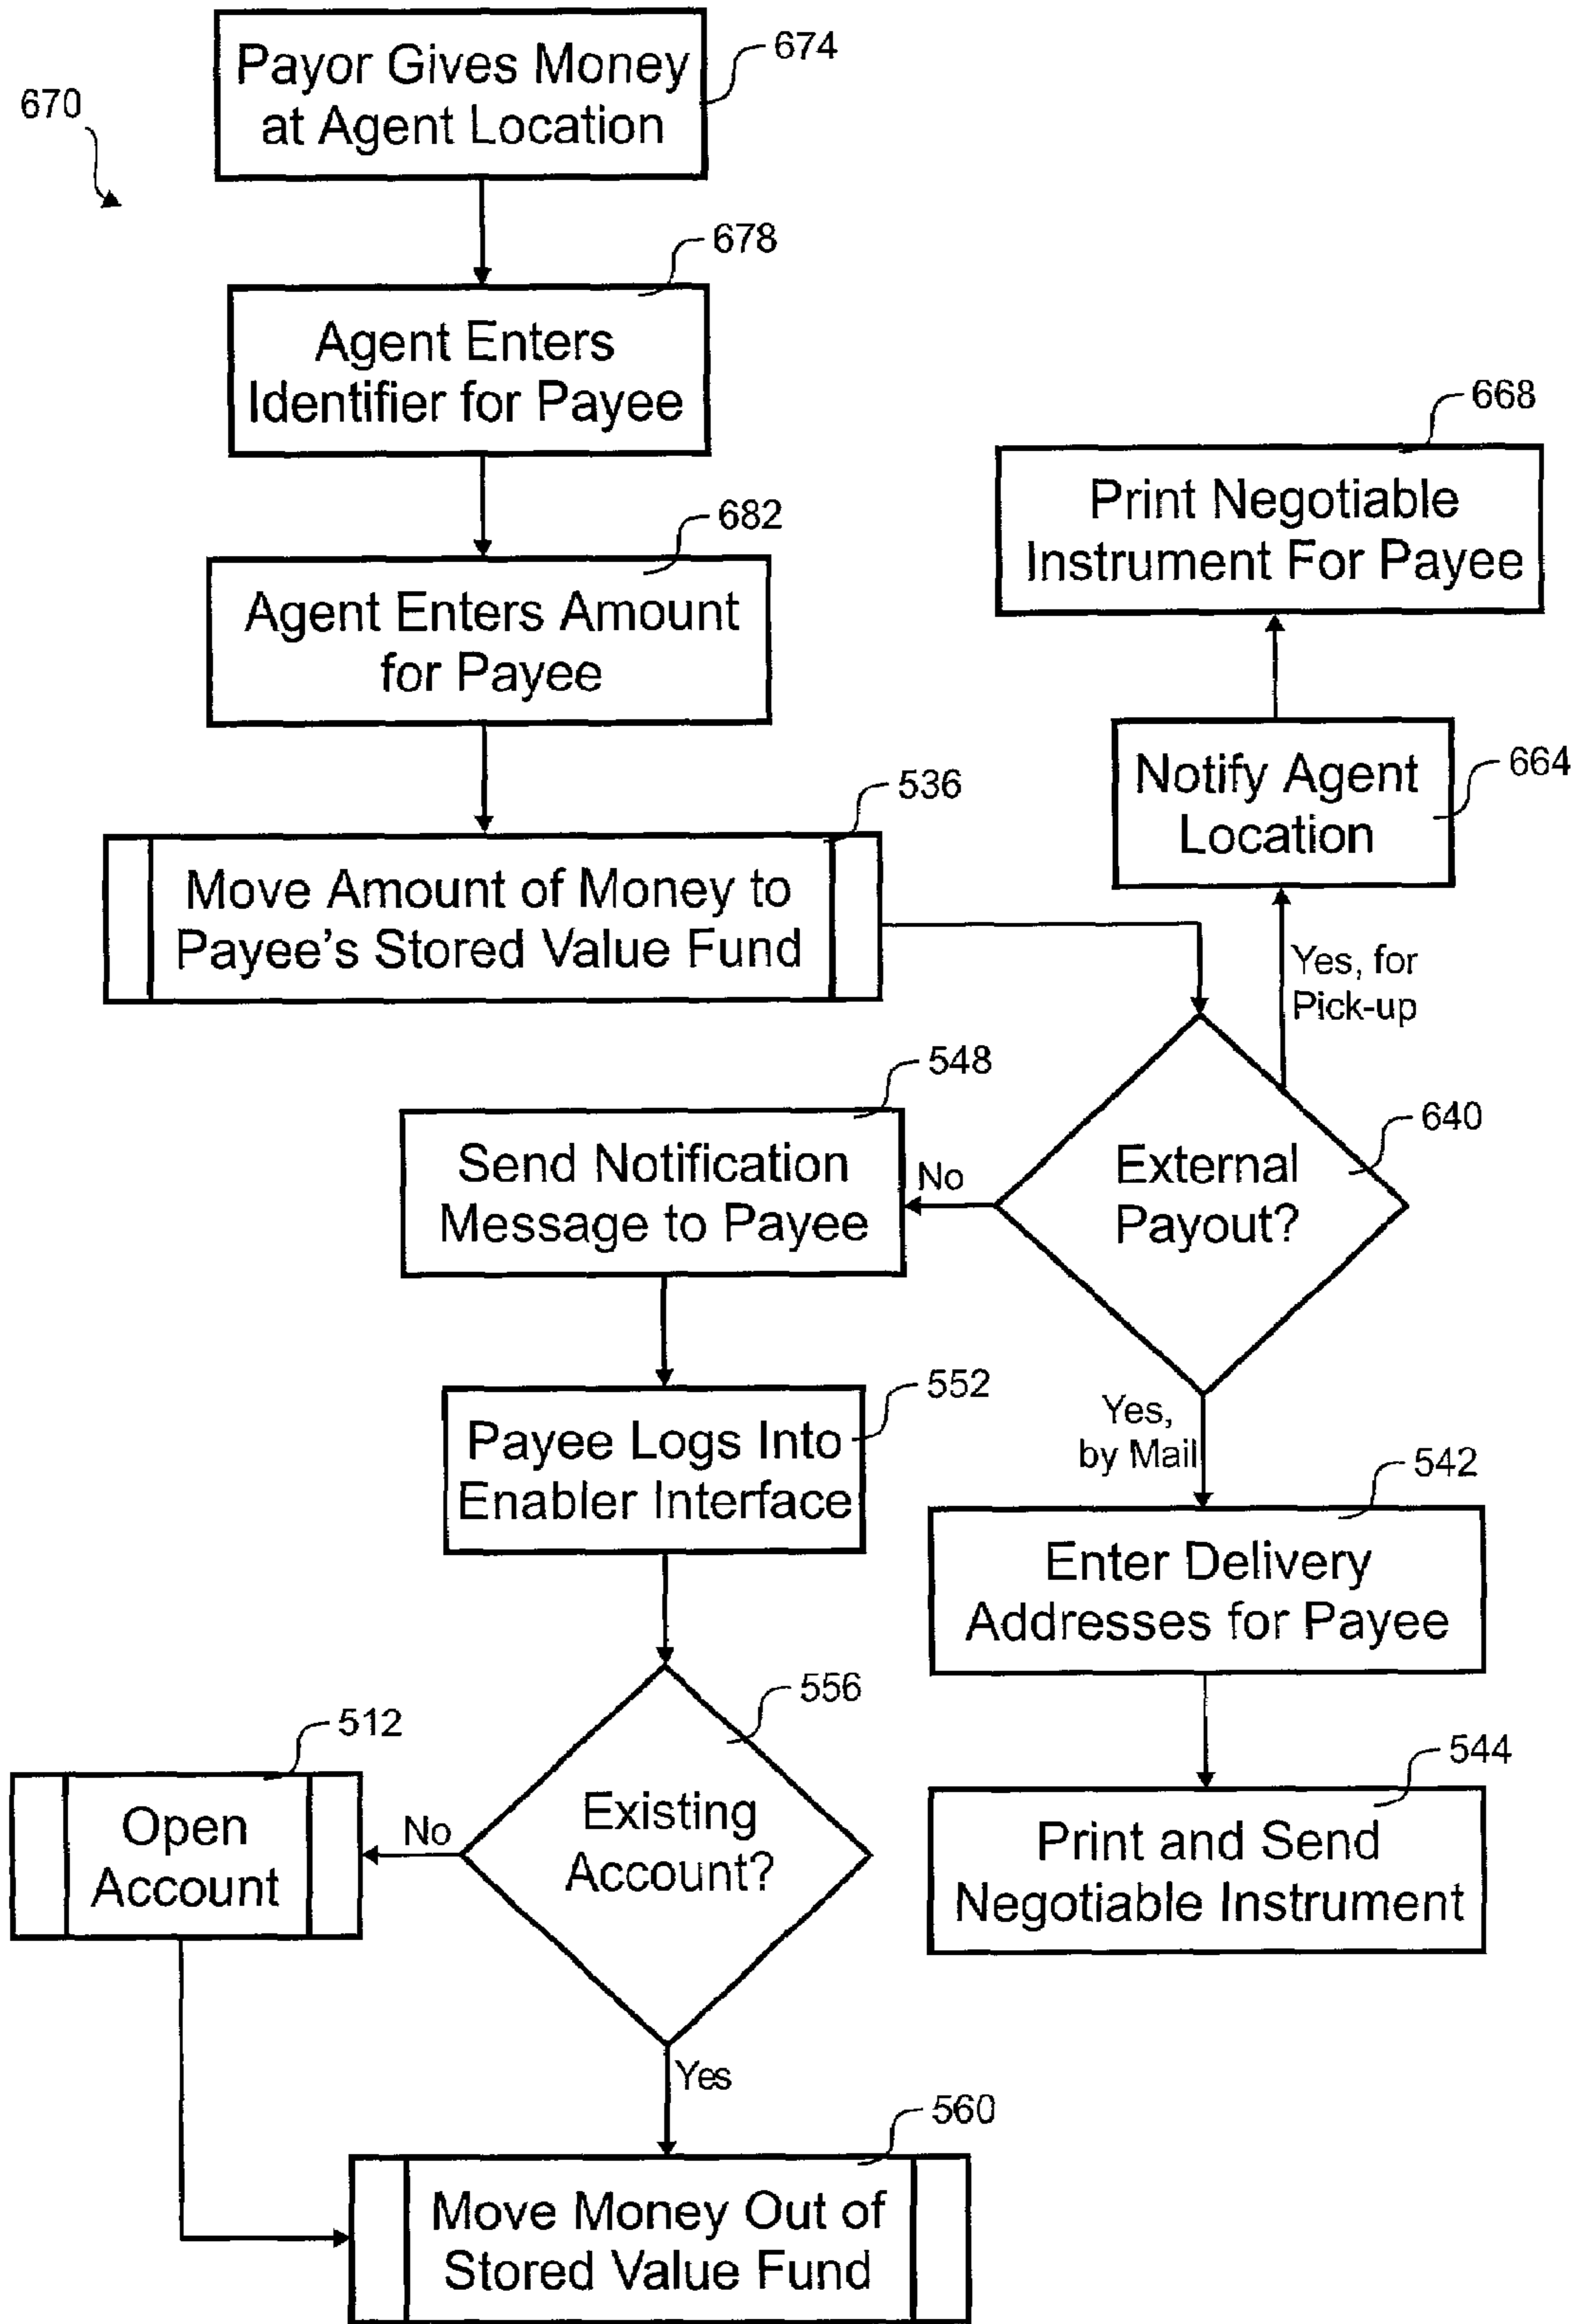 670
Payor Gives Money
at Agent Location
674
Agent Enters
Identifier for Payee
678
Agent Enters Amount
for Payee
682
Move Amount of Money to
Payee's Stored Value Fund
536
External
Payout?
640
Yes, for
Pick-up
Notify Agent
Location
664
Print Negotiable
Instrument For Payee
668
No
Send Notification
Message to Payee
548
Payee Logs Into
Enabler Interface
552
Yes,
by Mail
Enter Delivery
Addresses for Payee
542
Print and Send
Negotiable Instrument
544
Existing
Account?
556
No
Open
Account
512
Yes
Move Money Out of
Stored Value Fund
560